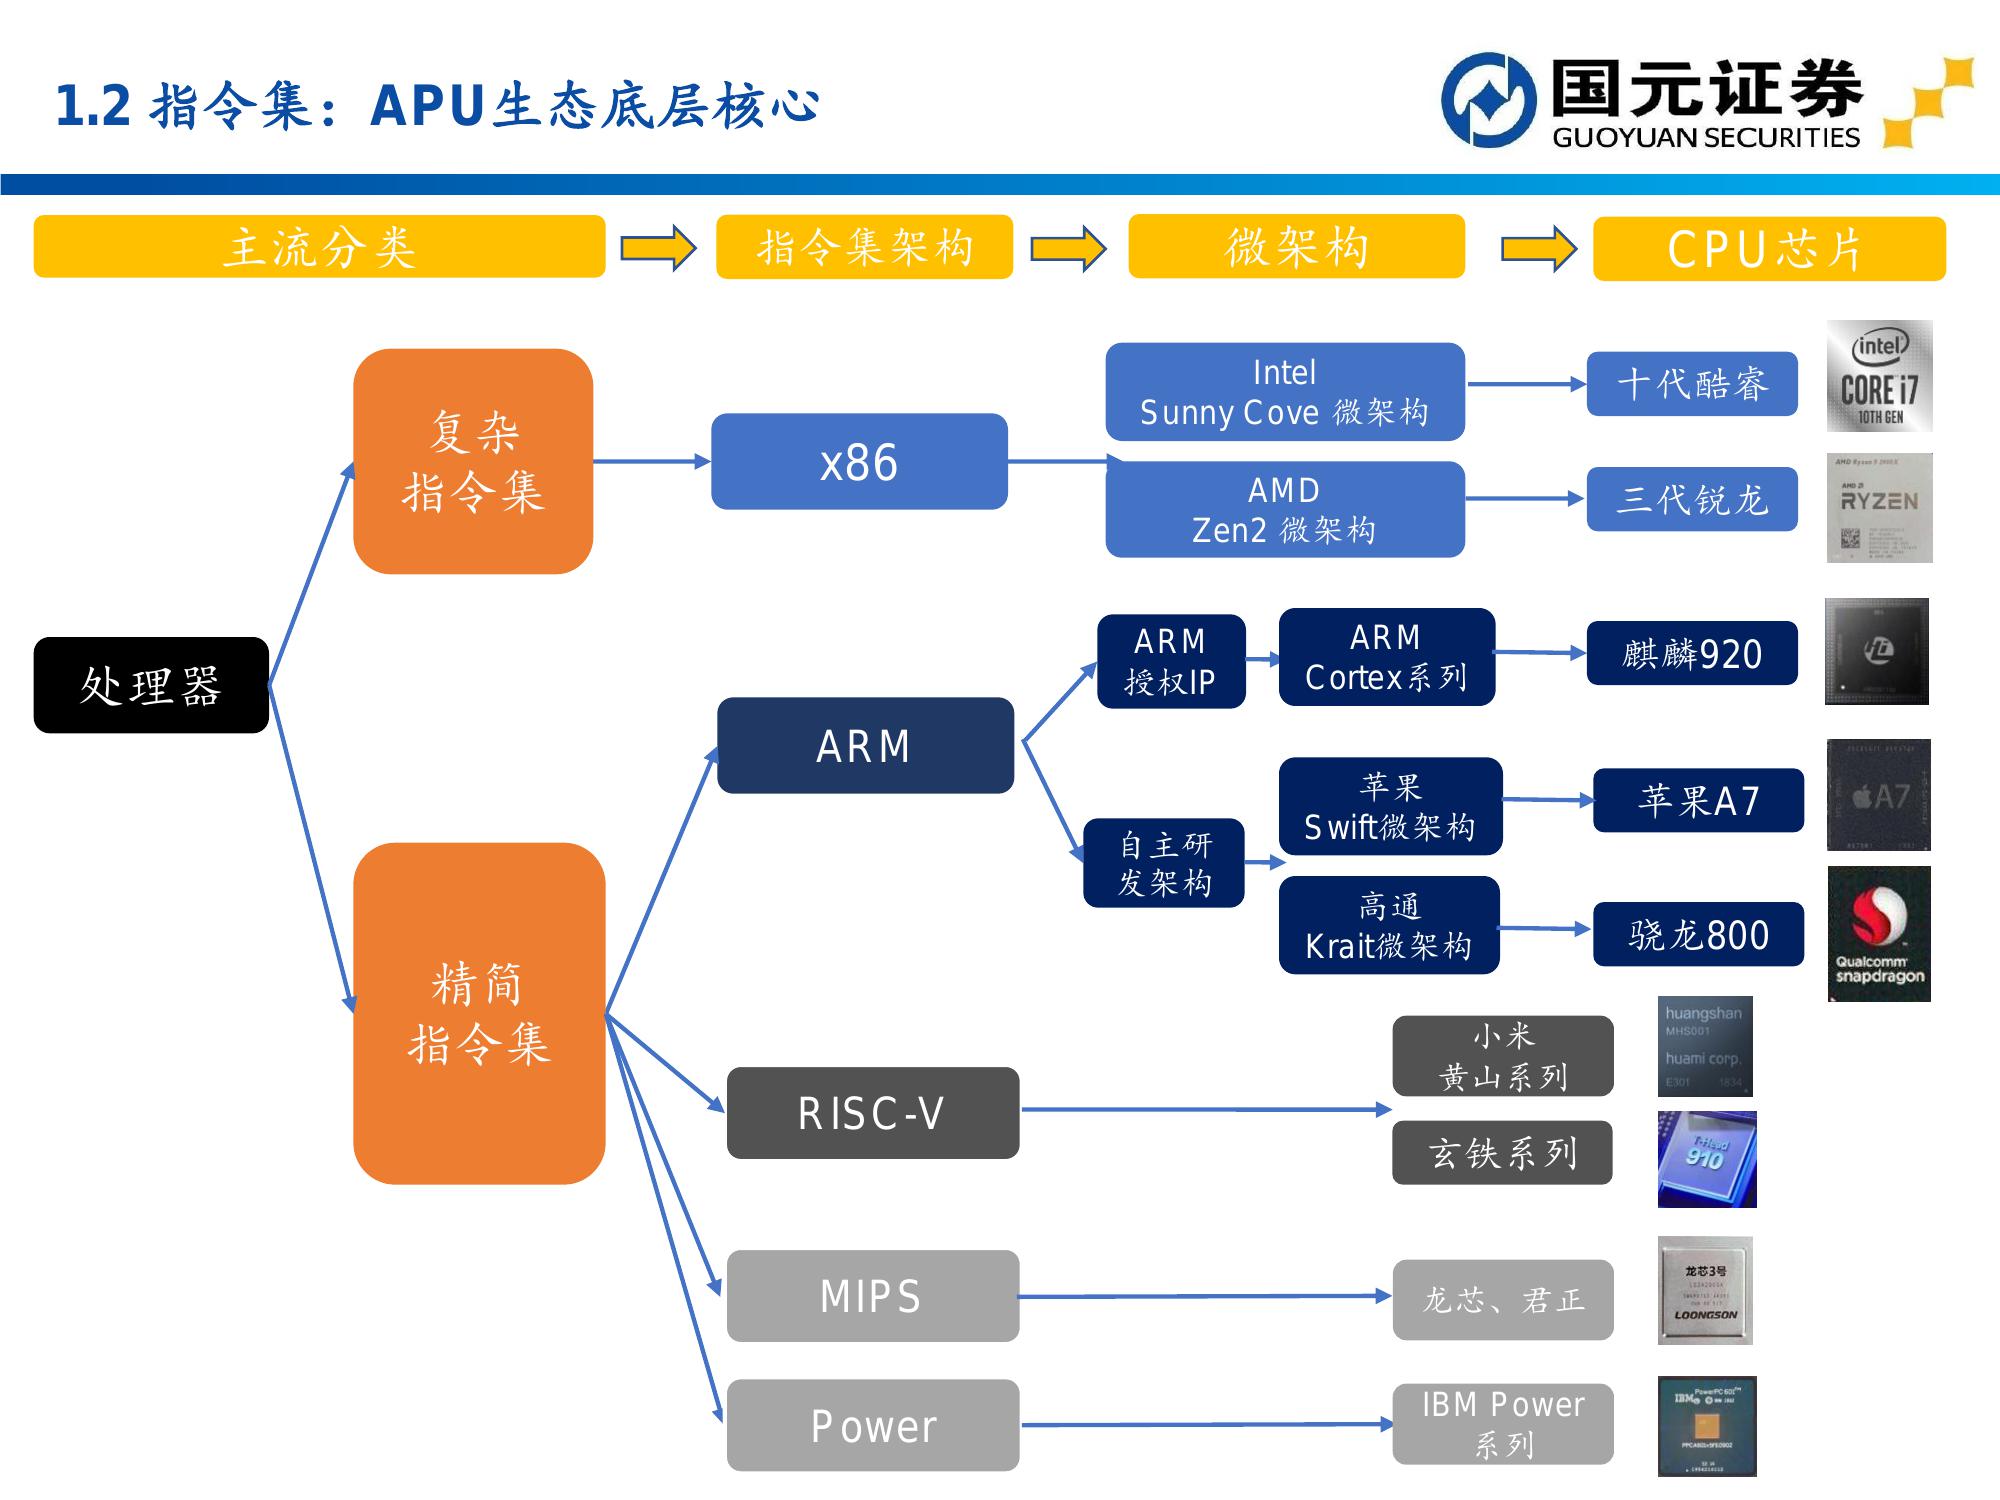 1.2 指令集：APU生态底层核心
国元证券
GUOYUAN SECURITIES
主流分类
指令集架构
微架构
CPU芯片
复杂
指令集
x86
Intel
Sunny Cove 微架构
十代酷睿
intel
CORE i7
10TH GEN
AMD
Zen2 微架构
三代锐龙
RYZEN
处理器
ARM
ARM
授权IP
ARM
Cortex系列
麒麟920
自主研
发架构
苹果
Swift微架构
苹果A7
A7
高通
Krait微架构
骁龙800
Qualcomm
snapdragon
精简
指令集
RISC-V
小米
黄山系列
huangshan
MHS001
huami corp.
E301 1834
玄铁系列
T-Head
910
MIPS
龙芯、君正
龙芯3号
LOONGSON
Power
IBM Power
系列
IBM
PowerPC 601